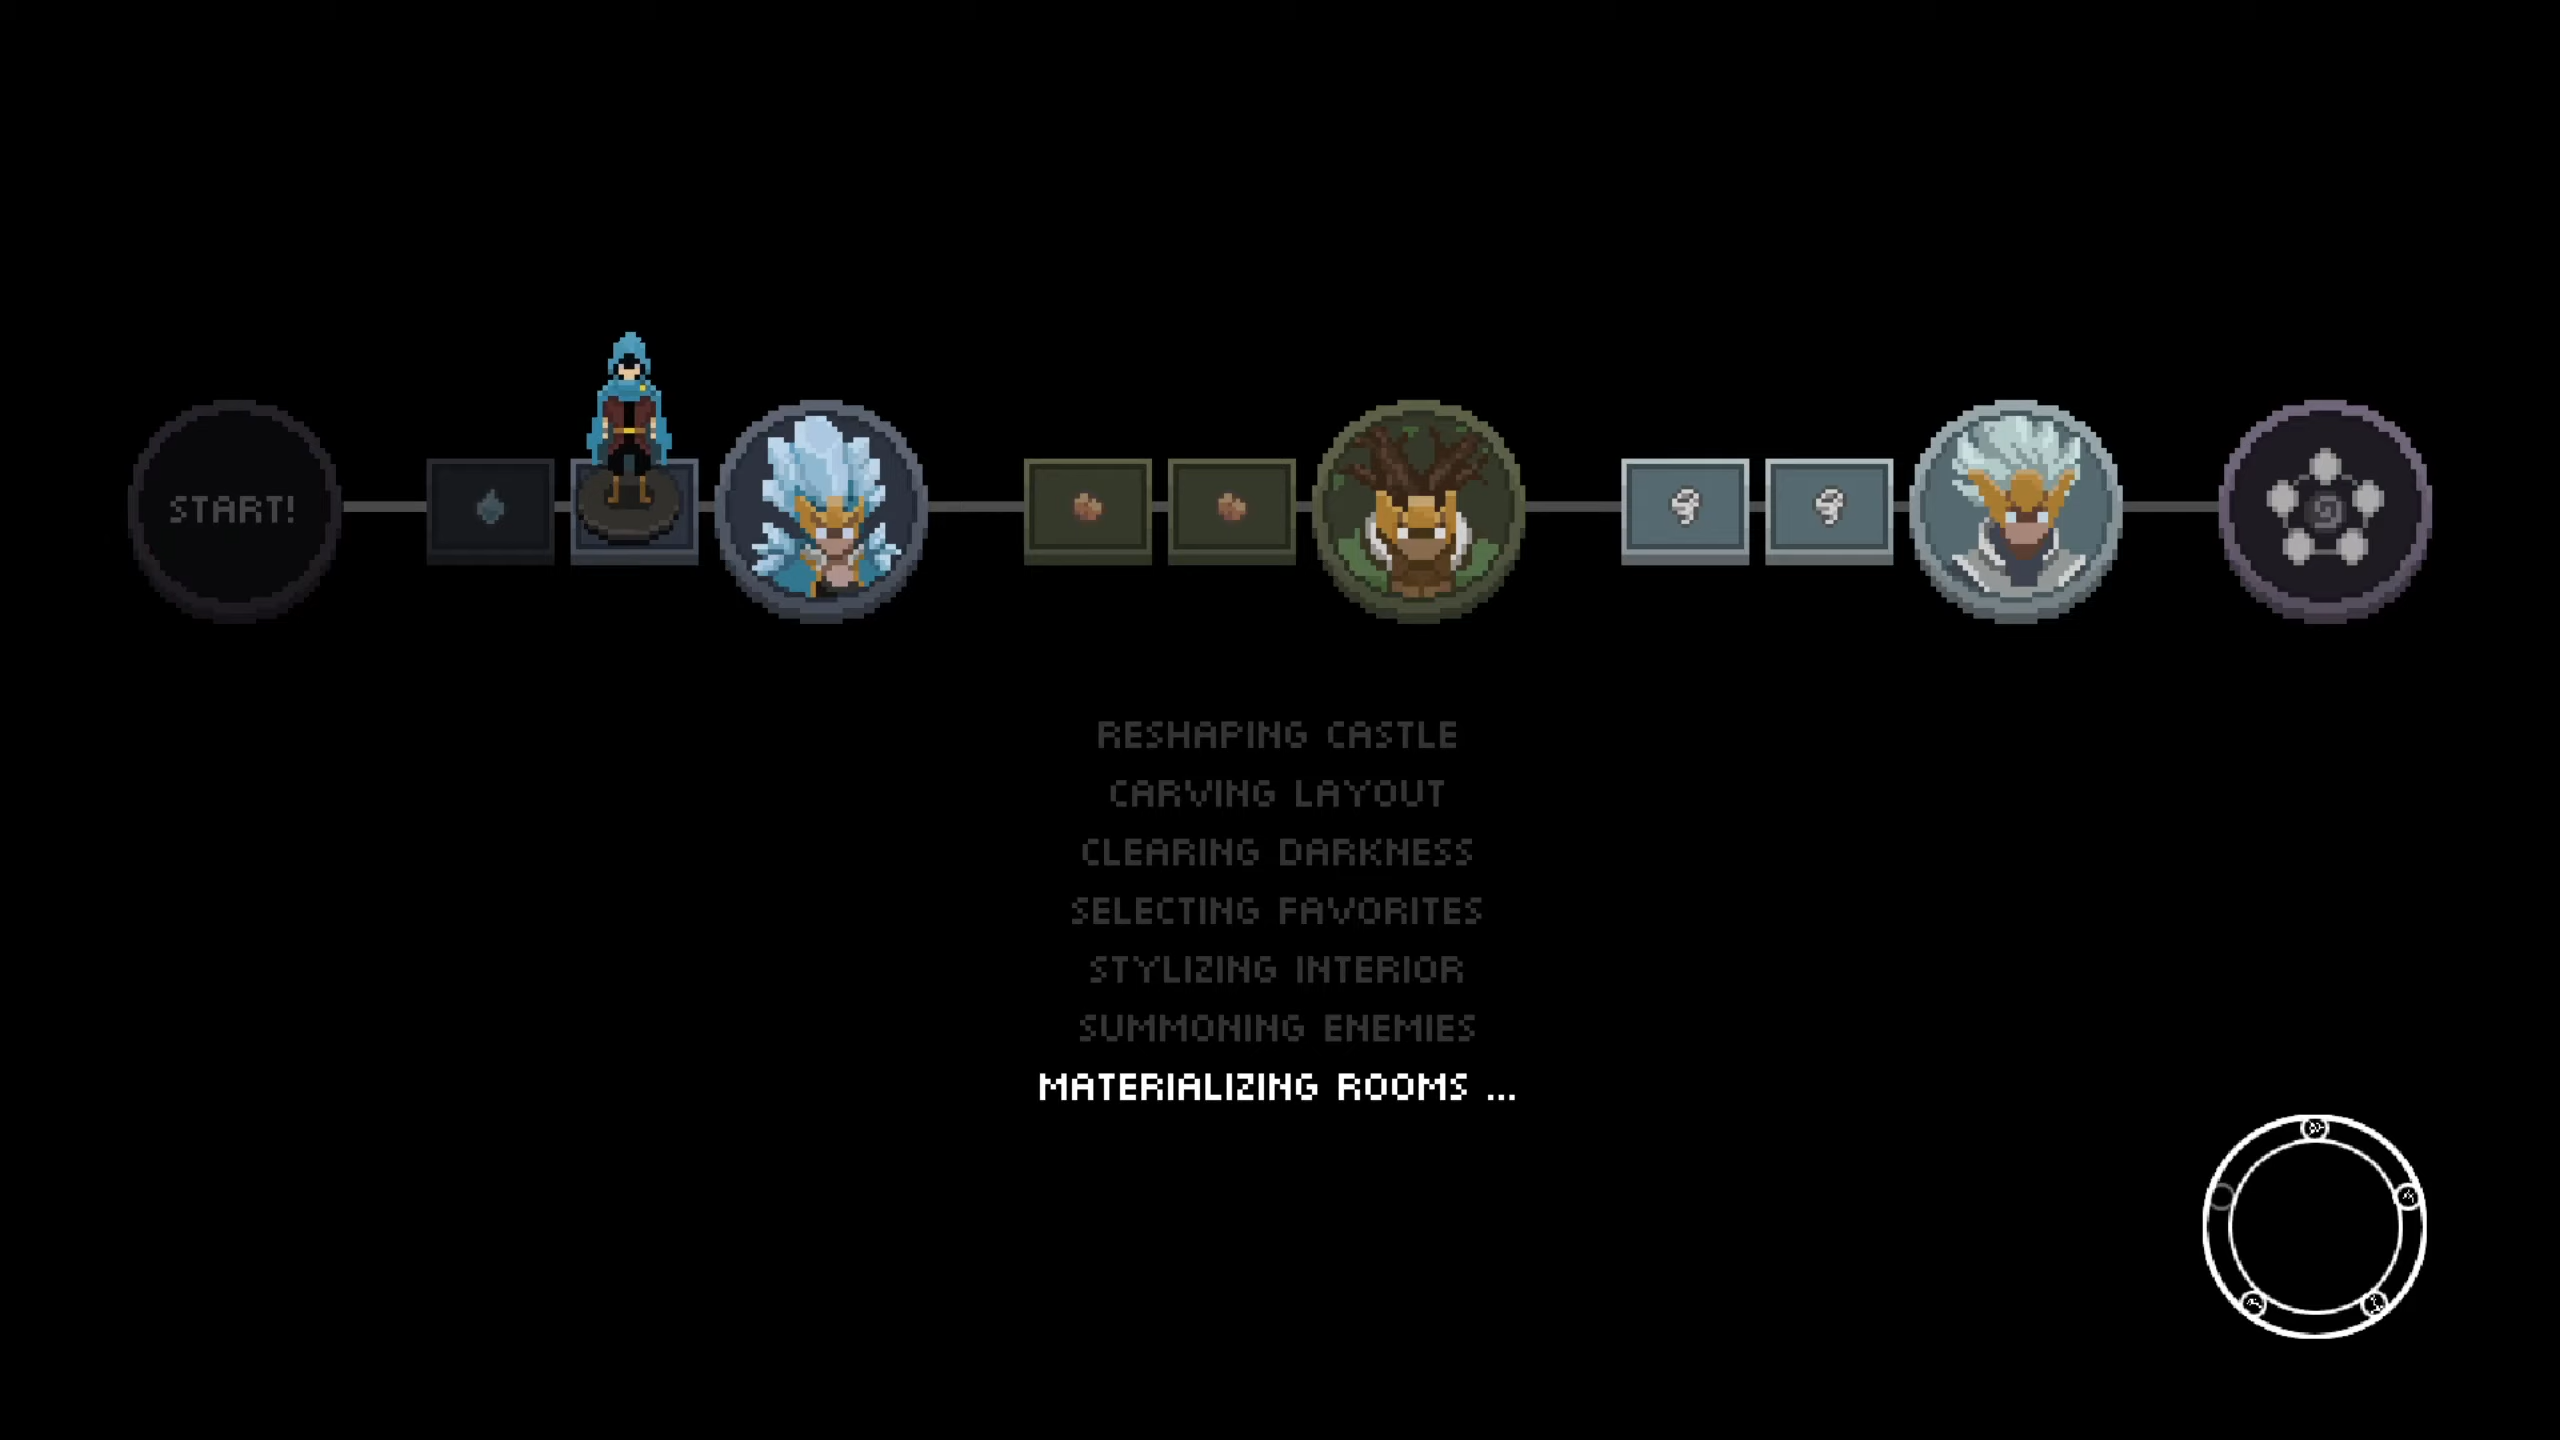 START!
RESHAPING CASTLE
CARVING LAYOUT
CLEARING DARKNESS
SELECTING FAVORITES
STYLIZING INTERIOR
SUMMONING ENEMIES
MATERIALIZING ROOMS ...